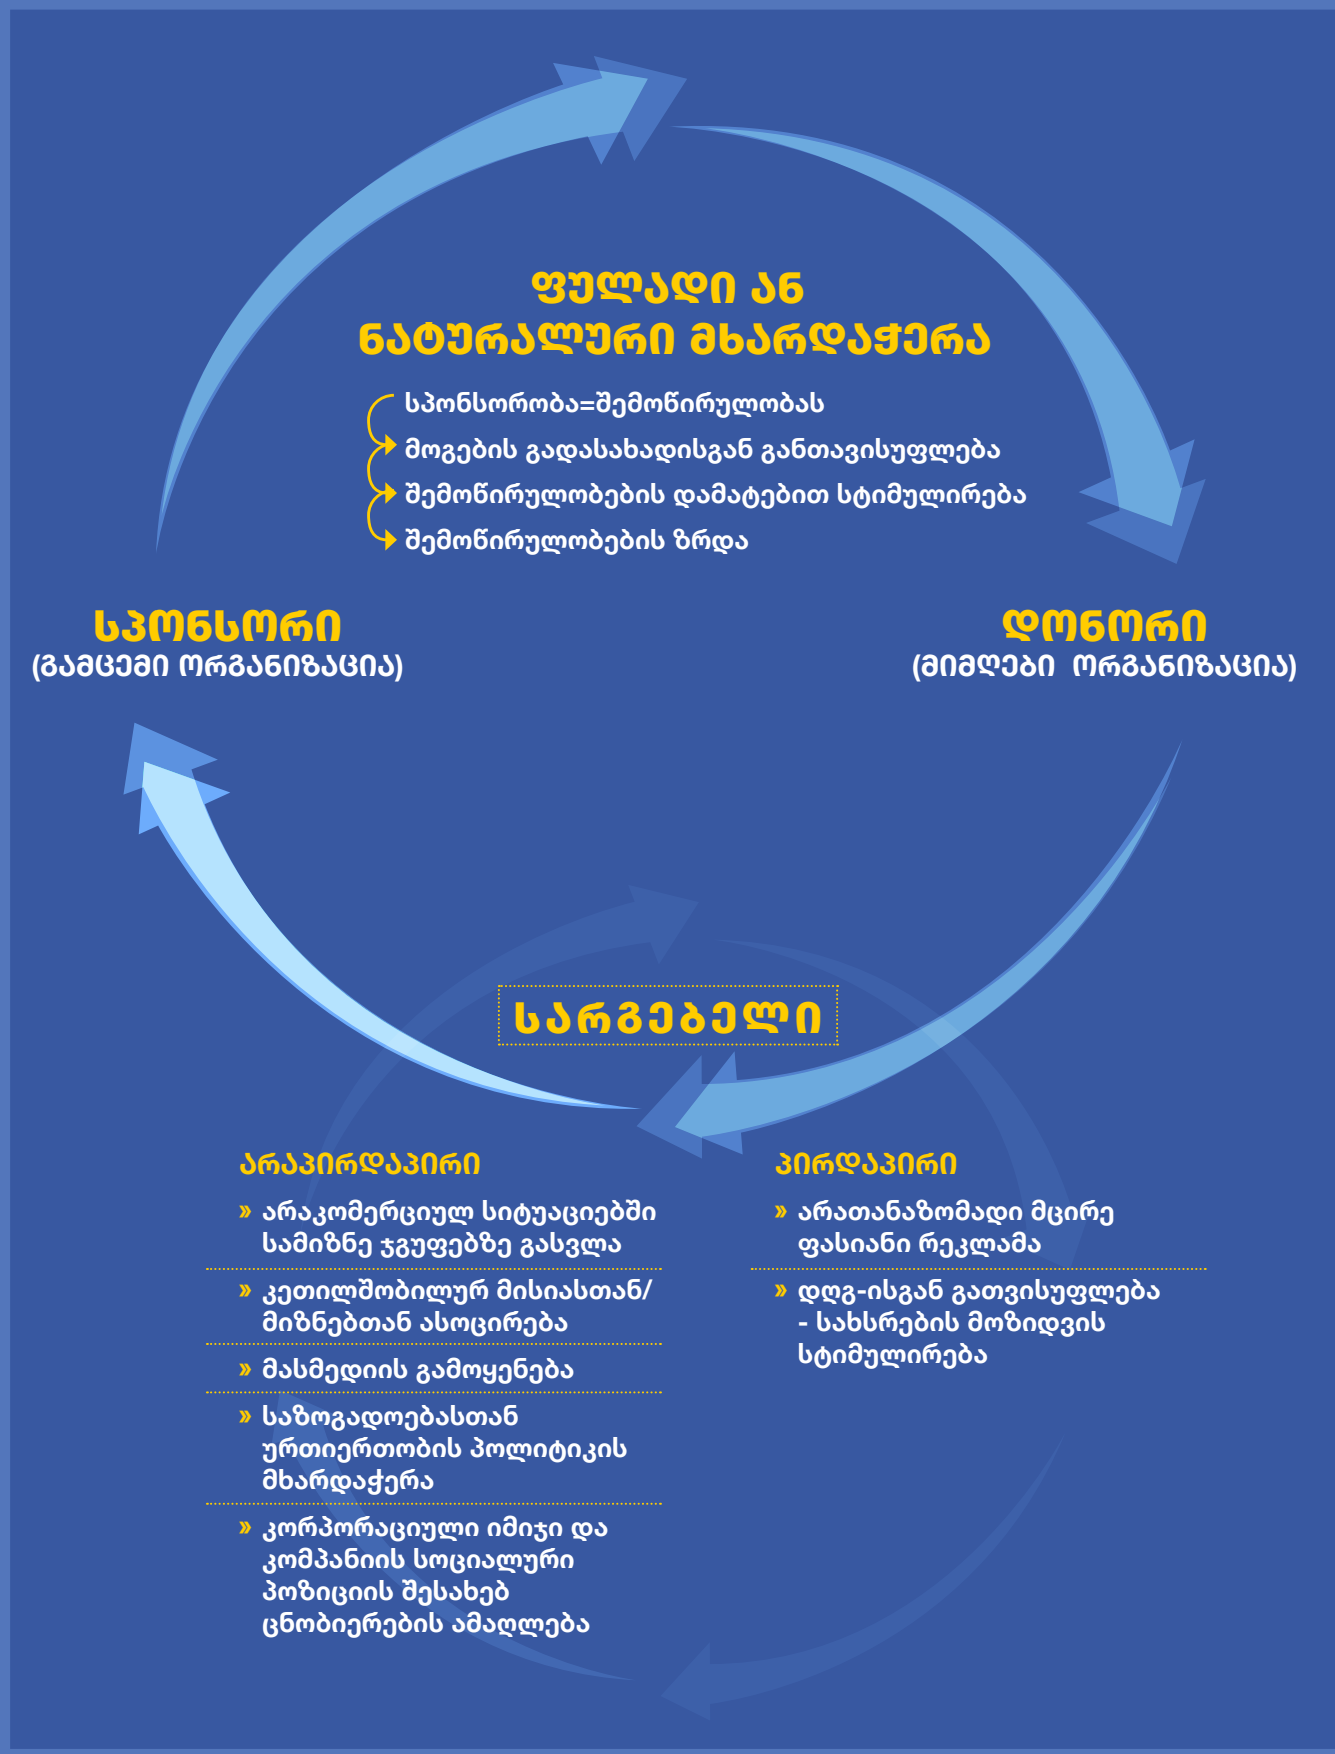 ფულადი ან
ნატურალური მხარდაჭერა
სპონსორობა=შემოწირულობას
მოგების გადასახადისგან განთავისუფლება
შემოწირულობების დამატებით სტიმულირება
შემოწირულობების ზრდა
სპონსორი
(გამცემი ორგანიზაცია)
დონორი
(მიმღები ორგანიზაცია)
სარგებელი
არაპირდაპირი
» არაკომერციულ სიტუაციებში
სამიზნე ჯგუფებზე გასვლა
» კეთილშობილურ მისიასთან/
მიზნებთან ასოცირება
» მასმედიის გამოყენება
» საზოგადოებასთან
ურთიერთობის პოლიტიკის
მხარდაჭერა
» კორპორაციული იმიჯი და
კომპანიის სოციალური
პოზიციის შესახებ
ცნობიერების ამაღლება
პირდაპირი
» არათანაზომადი მცირე
ფასიანი რეკლამა
» დღგ-ისგან გათვისუფლება
- სახსრების მოზიდვის
სტიმულირება